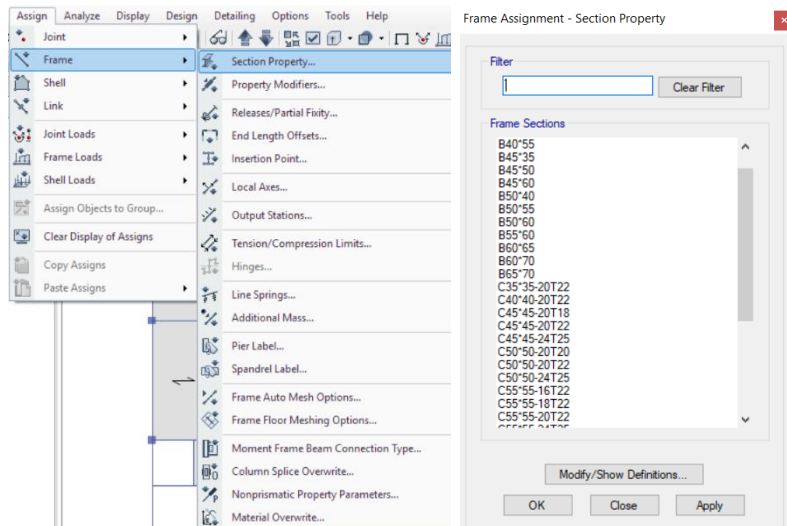 Assign Analyze Display Design Detailing Options Tools Help
Joint
Frame
Shell
Link
Joint Loads
Frame Loads
Shell Loads
Assign Objects to Group...
Clear Display of Assigns
Copy Assigns
Paste Assigns
Section Property...
Property Modifiers...
Releases/Partial Fixity...
End Length Offsets...
Insertion Point...
Local Axes...
Output Stations...
Tension/Compression Limits...
Hinges...
Line Springs...
Additional Mass...
Pier Label...
Spandrel Label...
Frame Auto Mesh Options...
Frame Floor Meshing Options...
Moment Frame Beam Connection Type...
Column Splice Overwrite...
Nonprismatic Property Parameters...
Material Overwrite...
Frame Assignment - Section Property
Filter
Clear Filter
Frame Sections
B40*55
B45*35
B45*50
B45*60
B50*40
B50*55
B50*60
B55*60
B60*65
B60*70
B65*70
C35*35-20T22
C40*40-20T22
C45*45-20T18
C45*45-20T22
C45*45-24T25
C50*50-20T20
C50*50-20T22
C50*50-24T25
C55*55-16T22
C55*55-18T22
C55*55-20T22
C55*55-24T25
Modify/Show Definitions...
OK Close Apply